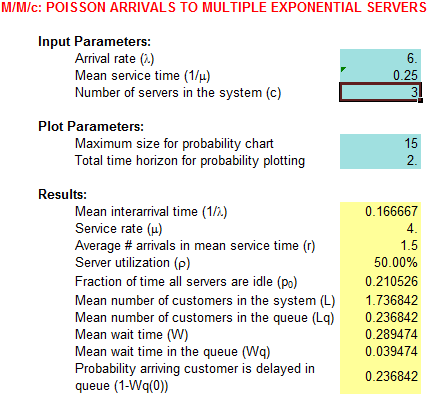 M/M/c: POISSON ARRIVALS TO MULTIPLE EXPONENTIAL SERVERS
Input Parameters:
Arrival rate (λ) 6.
Mean service time (1/μ) 0.25
Number of servers in the system (c) 3
Plot Parameters:
Maximum size for probability chart 15
Total time horizon for probability plotting 2.
Results:
Mean interarrival time (1/λ) 0.166667
Service rate (μ) 4.
Average # arrivals in mean service time (r) 1.5
Server utilization (ρ) 50.00%
Fraction of time all servers are idle (p₀) 0.210526
Mean number of customers in the system (L) 1.736842
Mean number of customers in the queue (Lq) 0.236842
Mean wait time (W) 0.289474
Mean wait time in the queue (Wq) 0.039474
Probability arriving customer is delayed in
queue (1-Wq(0)) 0.236842